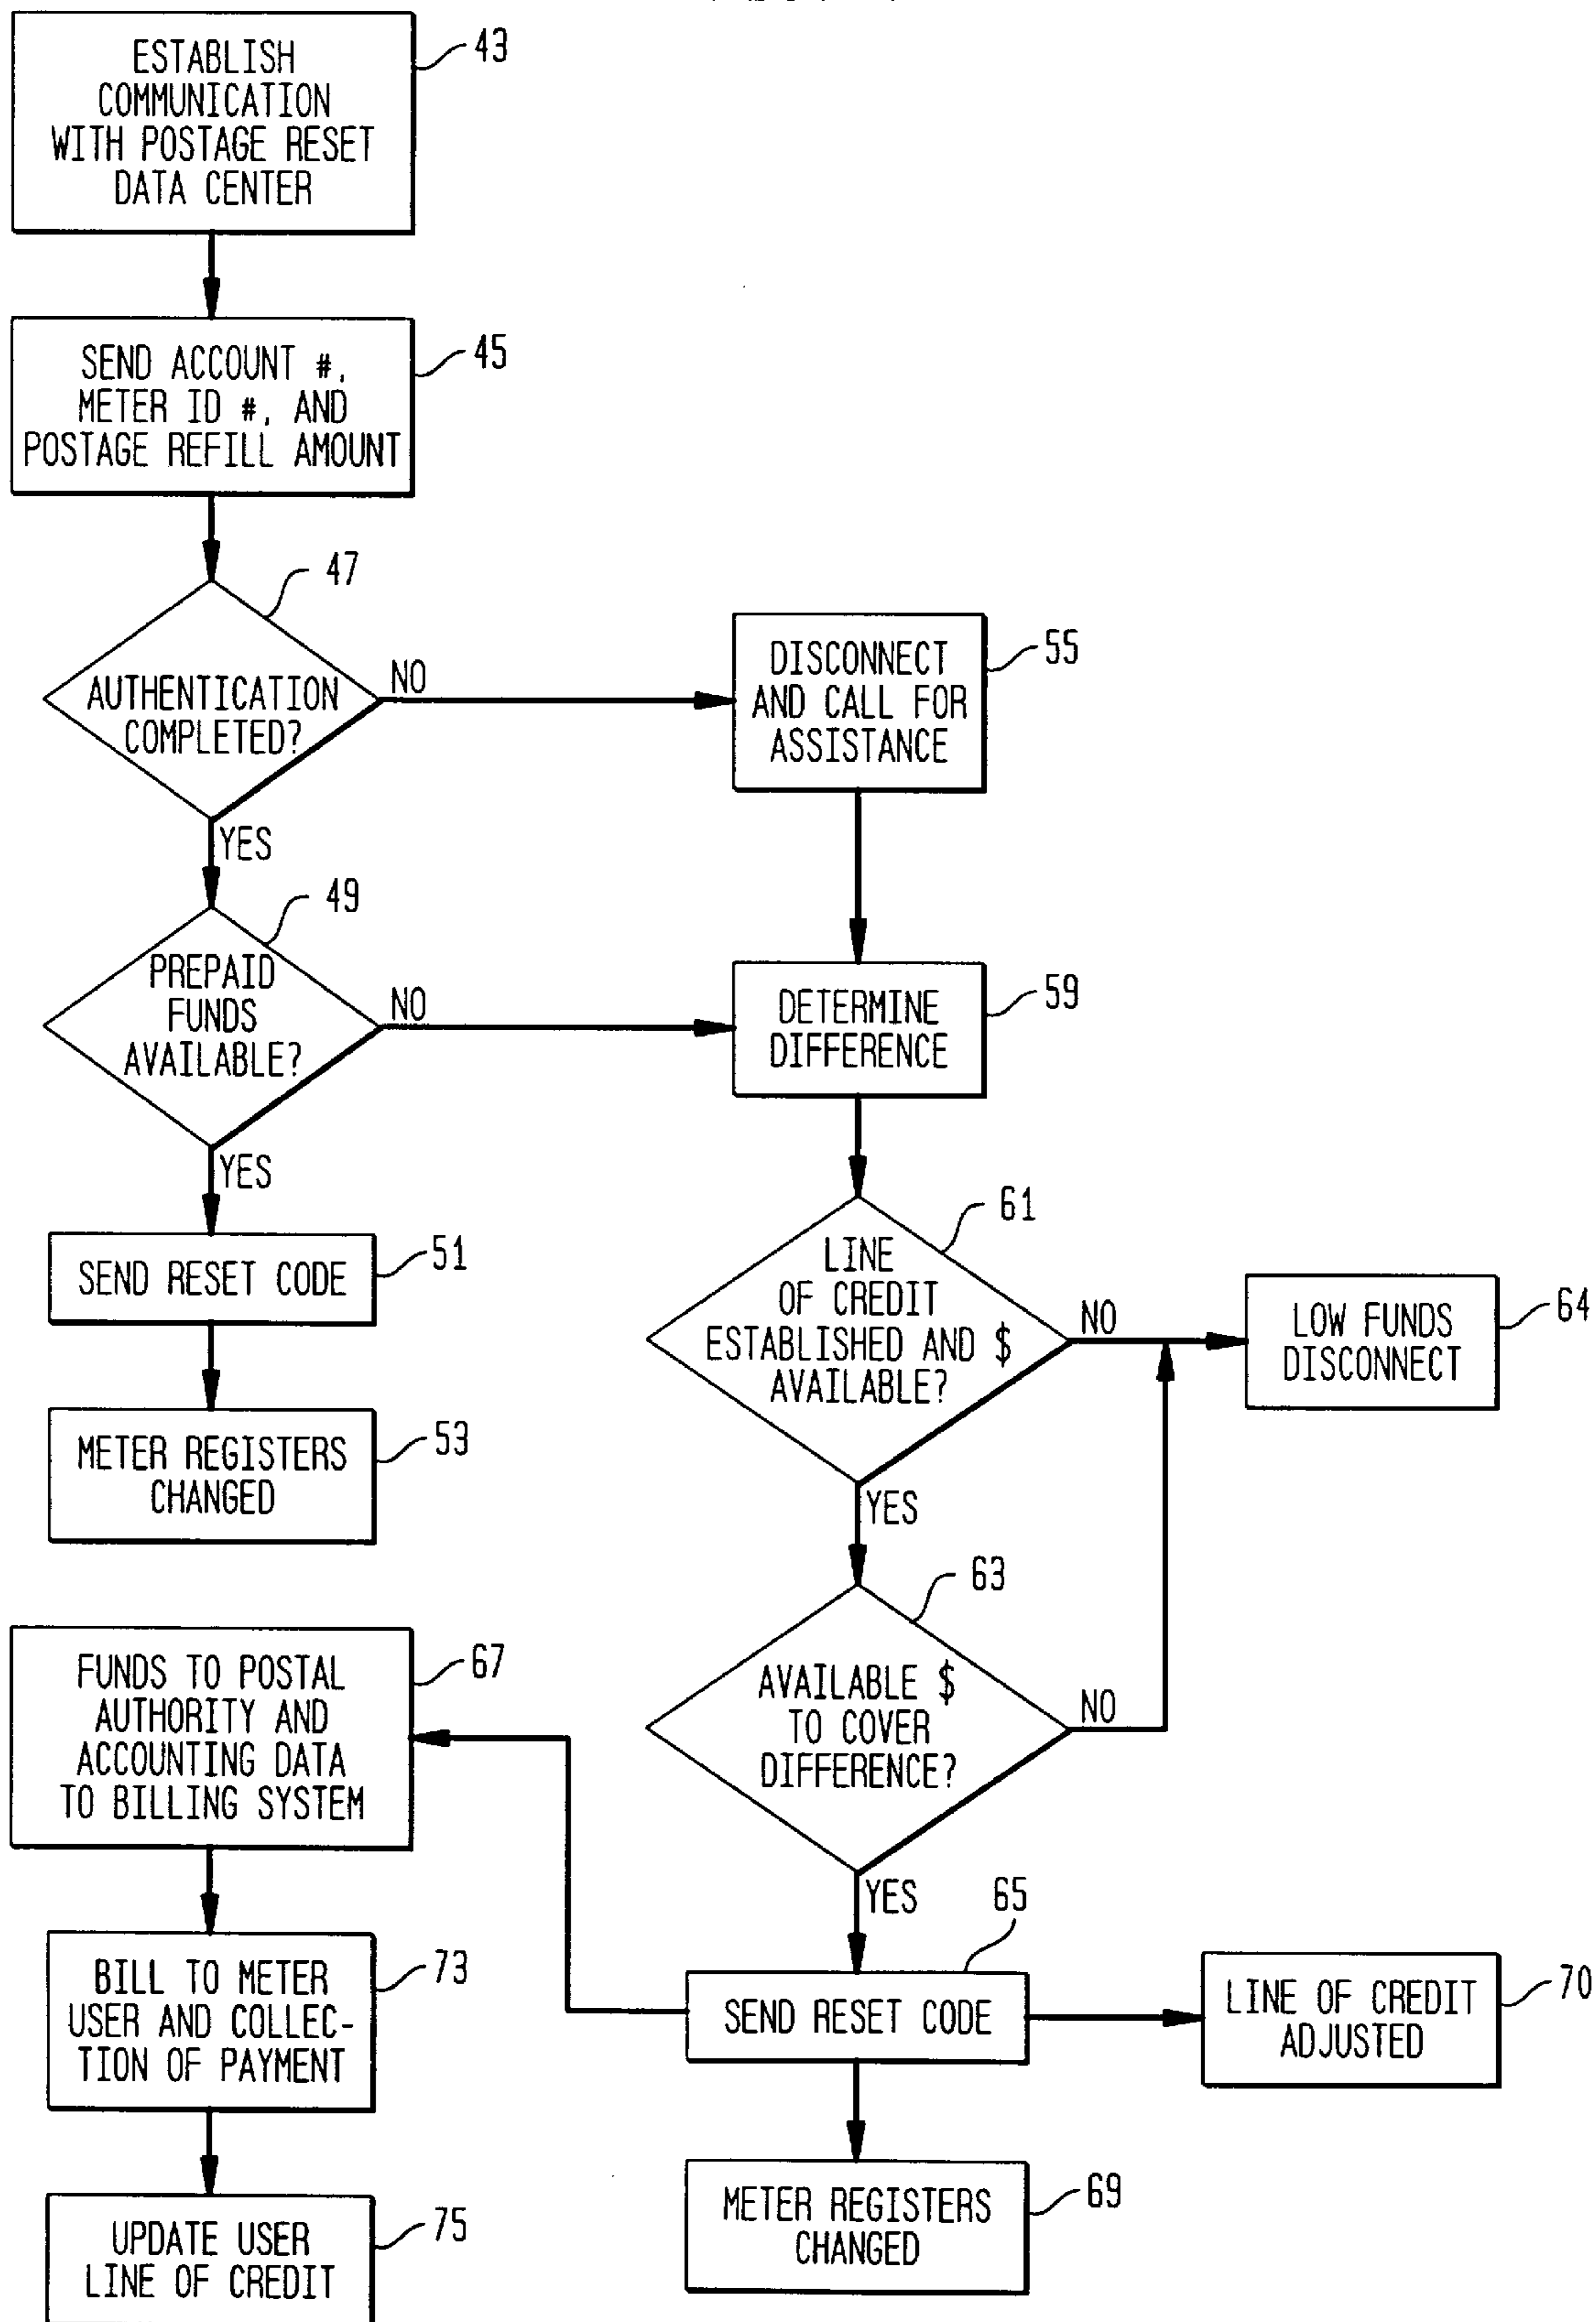 43
ESTABLISH
COMMUNICATION
WITH POSTAGE RESET
DATA CENTER
45
SEND ACCOUNT #,
METER ID #, AND
POSTAGE REFILL AMOUNT
47
AUTHENTICATION
COMPLETED?
NO
YES
55
DISCONNECT
AND CALL FOR
ASSISTANCE
49
PREPAID
FUNDS
AVAILABLE?
NO
YES
59
DETERMINE
DIFFERENCE
51
SEND RESET CODE
53
METER REGISTERS
CHANGED
61
LINE
OF CREDIT
ESTABLISHED AND $
AVAILABLE?
NO
YES
64
LOW FUNDS
DISCONNECT
63
AVAILABLE $
TO COVER
DIFFERENCE?
NO
YES
65
SEND RESET CODE
70
LINE OF CREDIT
ADJUSTED
69
METER REGISTERS
CHANGED
67
FUNDS TO POSTAL
AUTHORITY AND
ACCOUNTING DATA
TO BILLING SYSTEM
73
BILL TO METER
USER AND COLLEC-
TION OF PAYMENT
75
UPDATE USER
LINE OF CREDIT